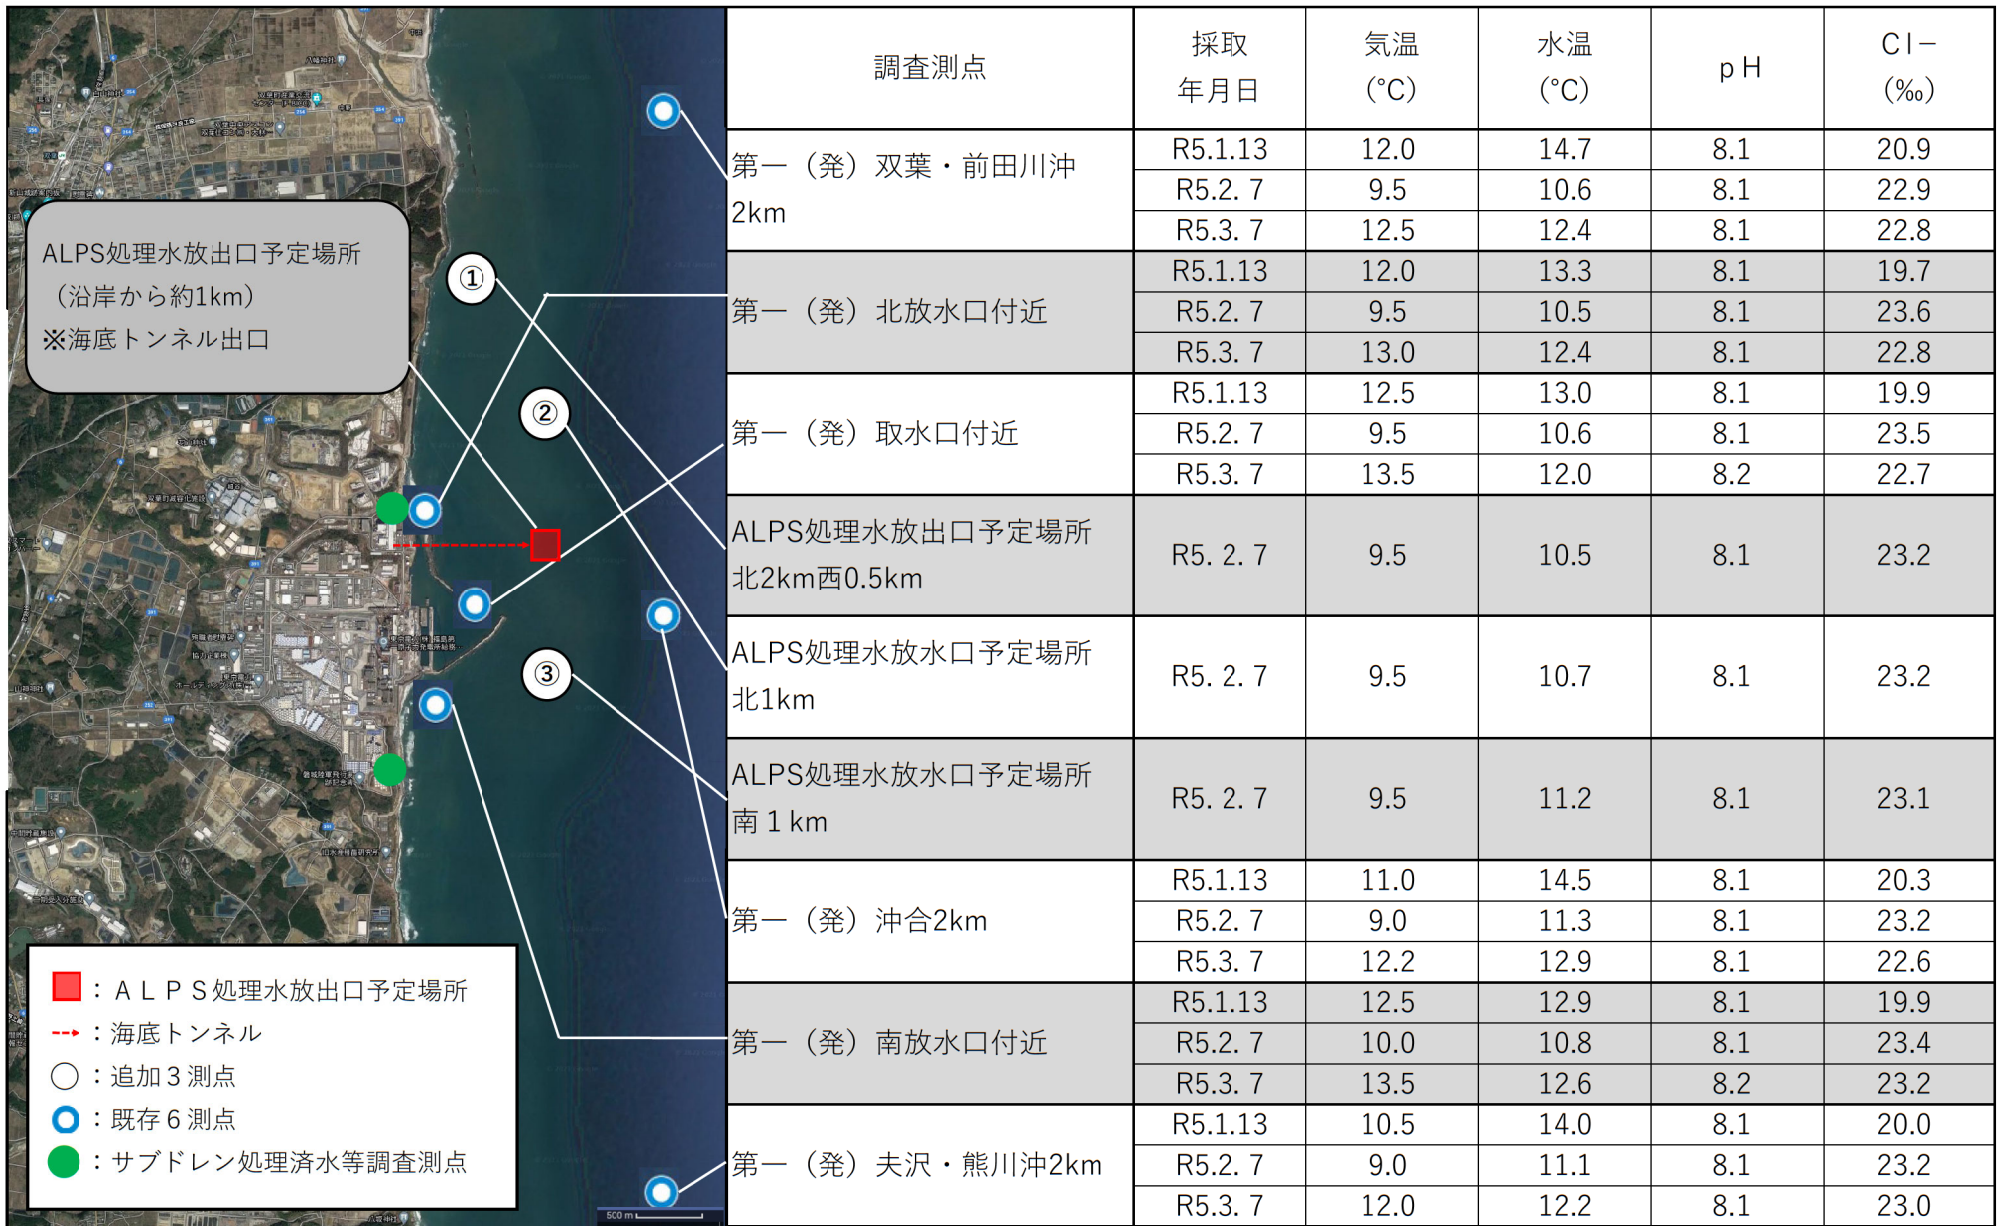 調査測点
採取
年月日
気温
(°C)
水温
(°C)
ｐH
Cl－
(‰)
第一（発）双葉・前田川沖
2km
R5.1.13 12.0 14.7 8.1 20.9
R5.2. 7 9.5 10.6 8.1 22.9
R5.3. 7 12.5 12.4 8.1 22.8
第一（発）北放水口付近
R5.1.13 12.0 13.3 8.1 19.7
R5.2. 7 9.5 10.5 8.1 23.6
R5.3. 7 13.0 12.4 8.1 22.8
第一（発）取水口付近
R5.1.13 12.5 13.0 8.1 19.9
R5.2. 7 9.5 10.6 8.1 23.5
R5.3. 7 13.5 12.0 8.2 22.7
ALPS処理水放出口予定場所
北2km西0.5km
R5. 2. 7 9.5 10.5 8.1 23.2
ALPS処理水放水口予定場所
北1km
R5. 2. 7 9.5 10.7 8.1 23.2
ALPS処理水放水口予定場所
南１km
R5. 2. 7 9.5 11.2 8.1 23.1
第一（発）沖合2km
R5.1.13 11.0 14.5 8.1 20.3
R5.2. 7 9.0 11.3 8.1 23.2
R5.3. 7 12.2 12.9 8.1 22.6
第一（発）南放水口付近
R5.1.13 12.5 12.9 8.1 19.9
R5.2. 7 10.0 10.8 8.1 23.4
R5.3. 7 13.5 12.6 8.2 23.2
第一（発）夫沢・熊川沖2km
R5.1.13 10.5 14.0 8.1 20.0
R5.2. 7 9.0 11.1 8.1 23.2
R5.3. 7 12.0 12.2 8.1 23.0
ALPS処理水放出口予定場所
（沿岸から約1km）
※海底トンネル出口
①
②
③
：ＡＬＰＳ処理水放出口予定場所
：海底トンネル
：追加３測点
：既存６測点
：サブドレン処理済水等調査測点
500 m